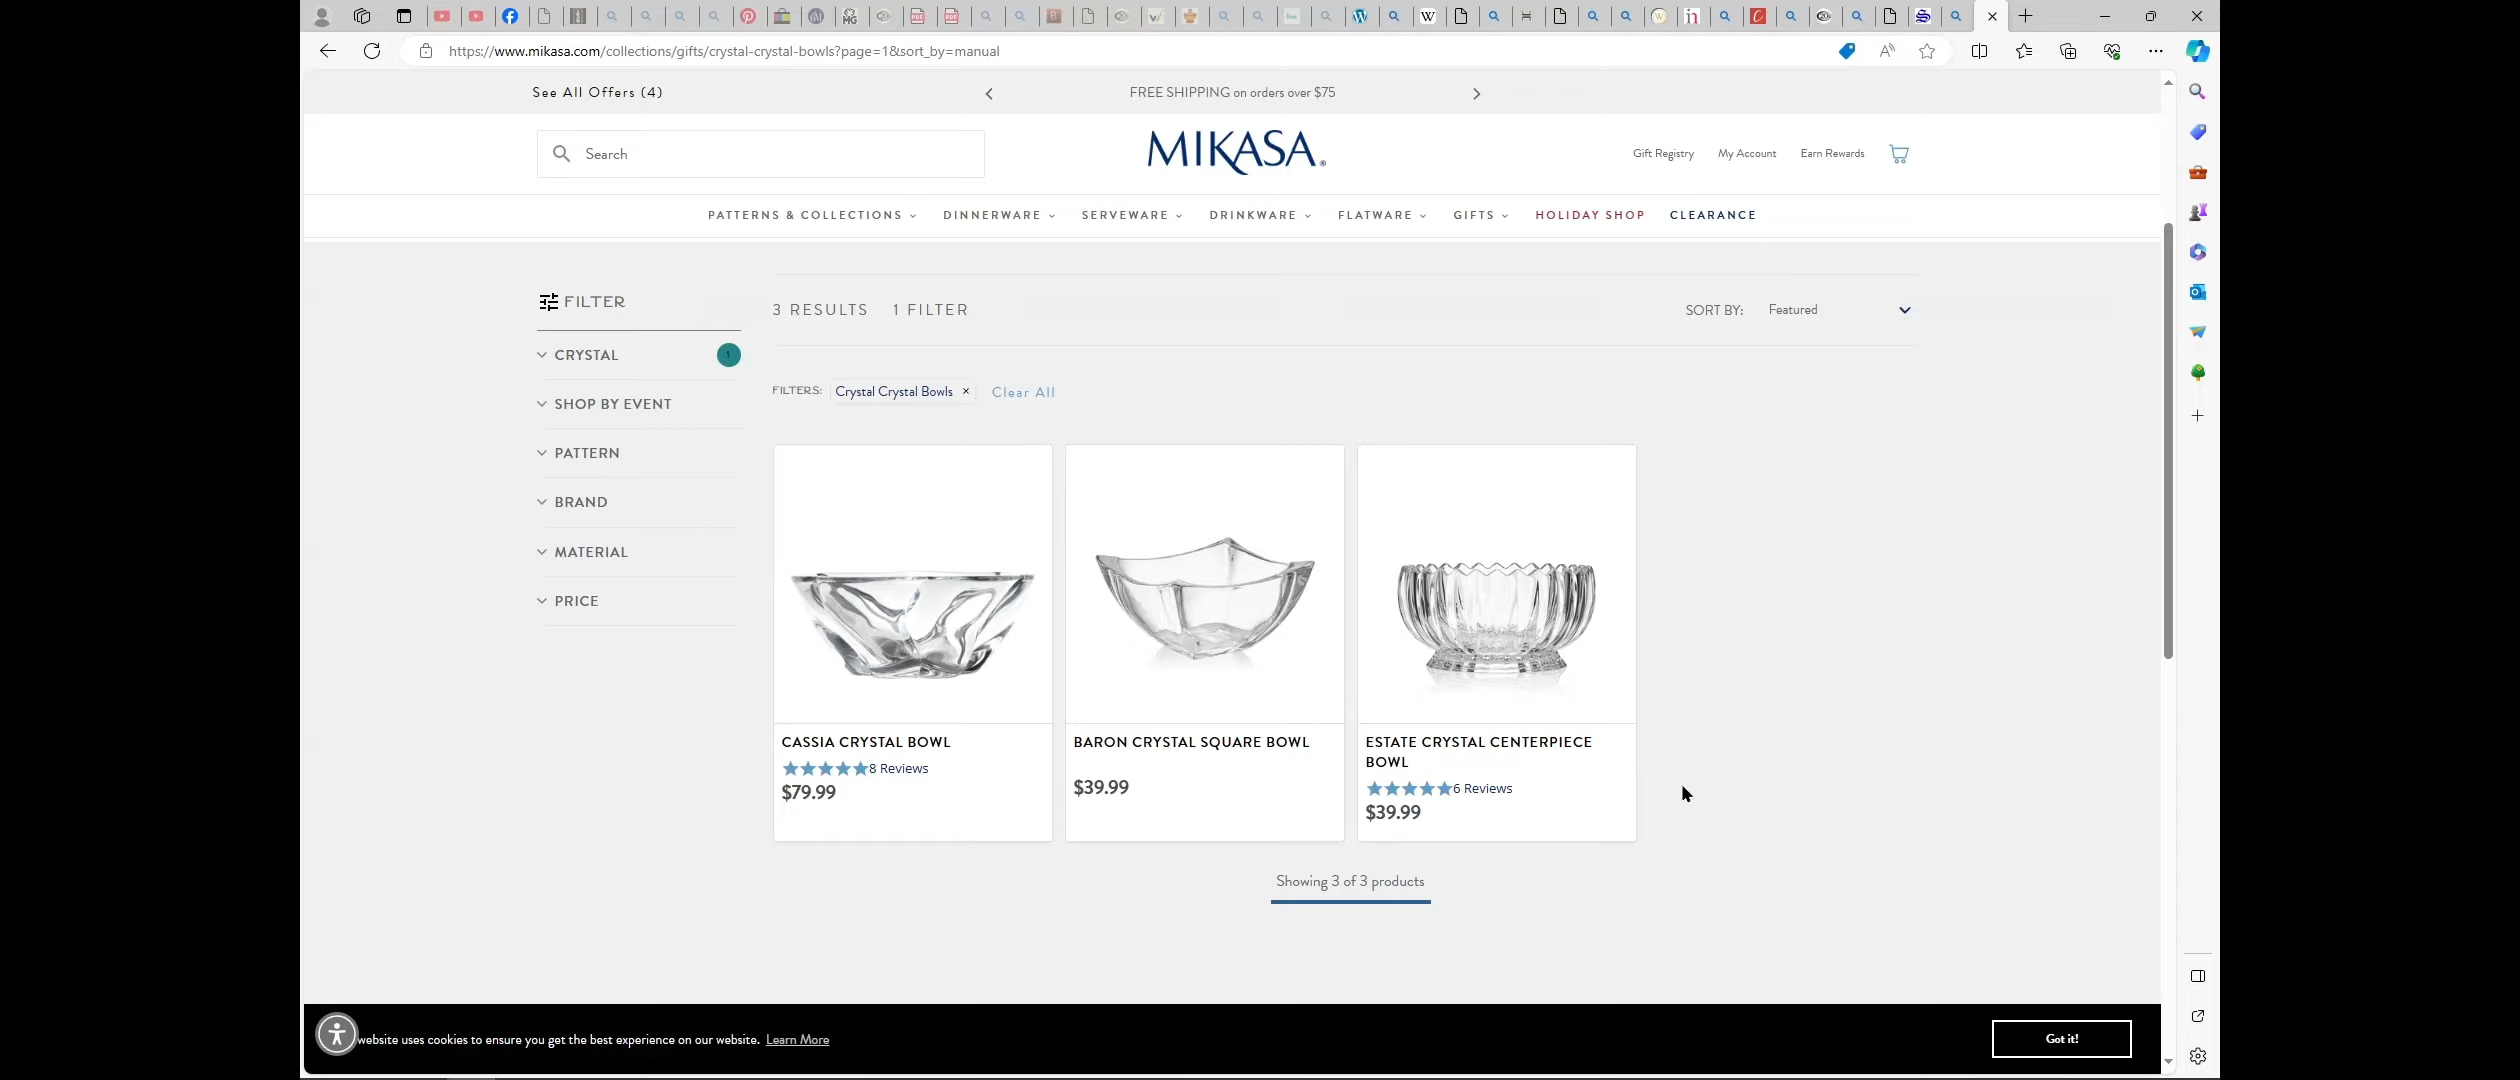 https://www.mikasa.com/collections/gifts/crystal-crystal-bowls?page=1&sort_by=manual
See All Offers (4)
FREE SHIPPING on orders over $75
Search
MIKASA
Gift Registry
My Account
Earn Rewards
PATTERNS & COLLECTIONS
DINNERWARE
SERVEWARE
DRINKWARE
FLATWARE
GIFTS
HOLIDAY SHOP
CLEARANCE
FILTER
CRYSTAL
1
SHOP BY EVENT
PATTERN
BRAND
MATERIAL
PRICE
3 RESULTS
1 FILTER
SORT BY:
Featured
FILTERS:
Crystal Crystal Bowls ×
Clear All
CASSIA CRYSTAL BOWL
8 Reviews
$79.99
BARON CRYSTAL SQUARE BOWL
$39.99
ESTATE CRYSTAL CENTERPIECE
BOWL
6 Reviews
$39.99
Showing 3 of 3 products
website uses cookies to ensure you get the best experience on our website. Learn More
Got it!